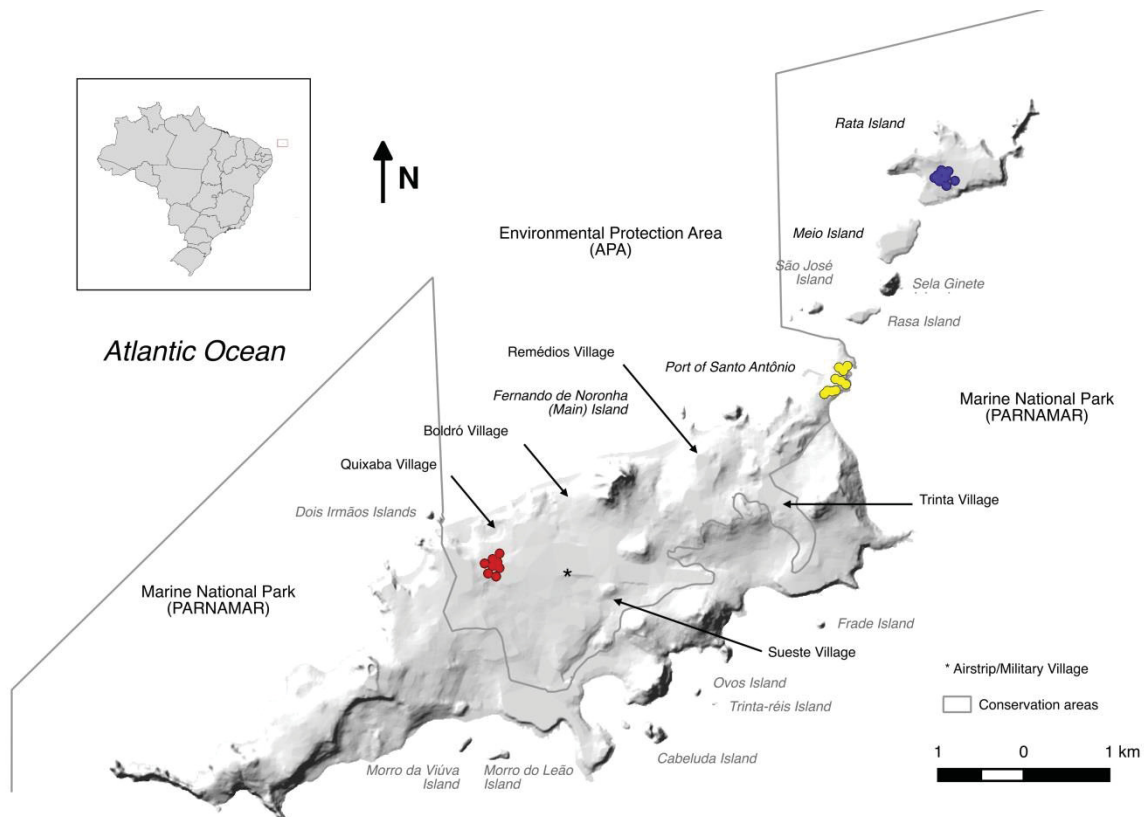 N
Rata Island
Environmental Protection Area
(APA)
Meio Island
São José
Island
Sela Ginete
Rasa Island
Atlantic Ocean
Remédios Village
Port of Santo Antônio
Fernando de Noronha
(Main) Island
Marine National Park
(PARNAMAR)
Boldró Village
Quixaba Village
Trinta Village
Dois Irmãos Islands
*
Marine National Park
(PARNAMAR)
Frade Island
Sueste Village
* Airstrip/Military Village
Ovos Island
Trinta-réis Island
Conservation areas
Cabeluda Island
Morro da Viúva
Island
Morro do Leão
Island
1 0 1 km